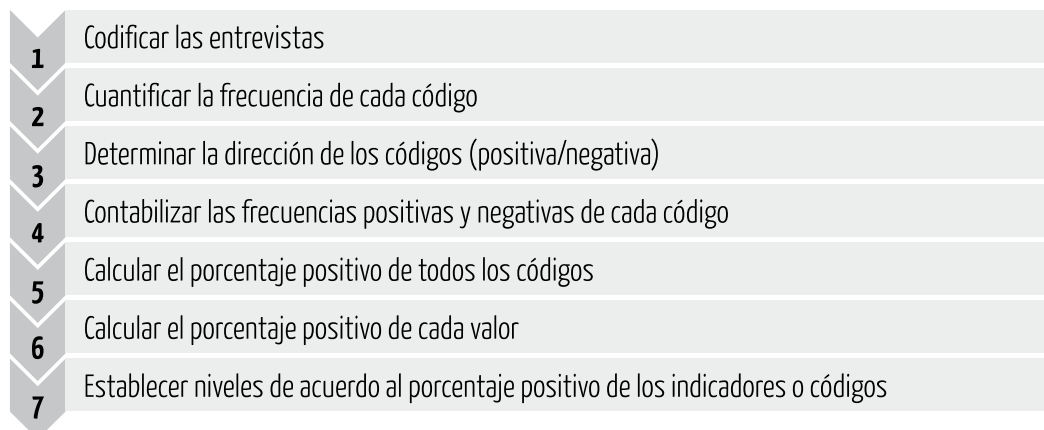 1 Codificar las entrevistas
2 Cuantificar la frecuencia de cada código
3 Determinar la dirección de los códigos (positiva/negativa)
4 Contabilizar las frecuencias positivas y negativas de cada código
5 Calcular el porcentaje positivo de todos los códigos
6 Calcular el porcentaje positivo de cada valor
7 Establecer niveles de acuerdo al porcentaje positivo de los indicadores o códigos